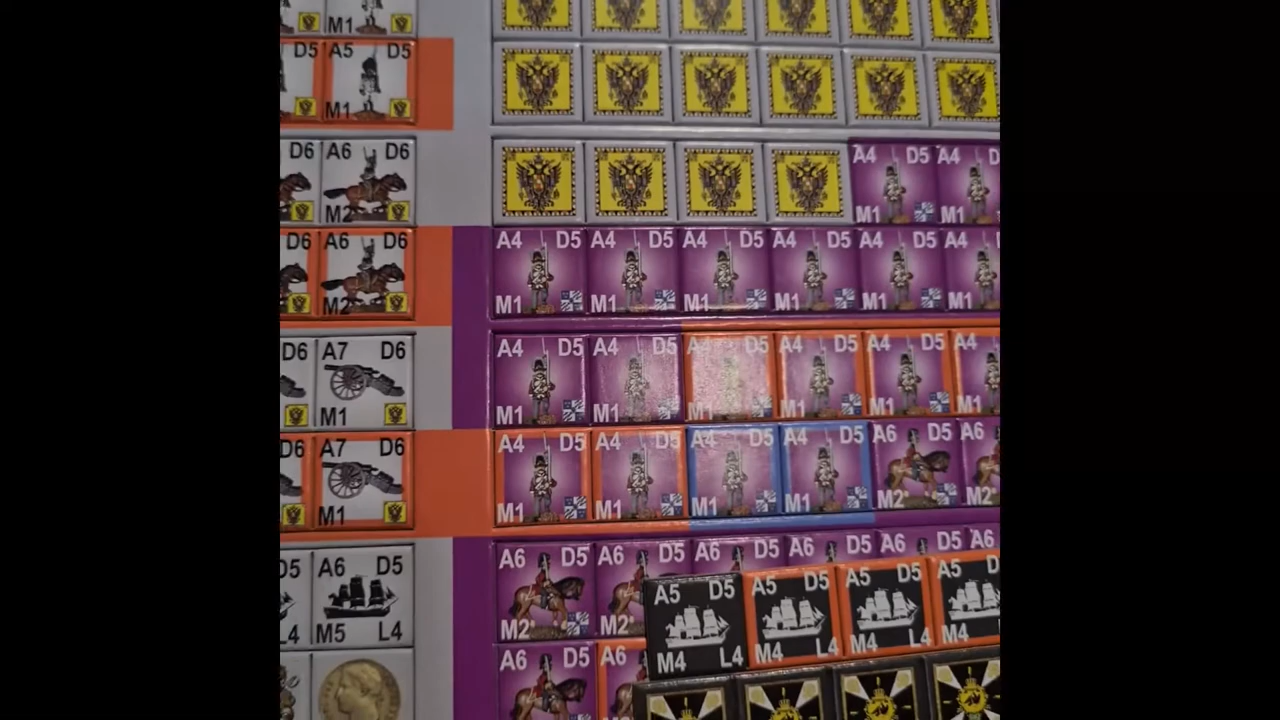 M1
D5 A5 D5
M1
D6 A6 D6 A4 D5 A4 D
M2 M1 M1
D6 A6 D6 A4 D5 A4 D5 A4 D5 A4 D5 A4 D5 A4
M2 M1 M1 M1 M1 M1 M1
D6 A7 D6 A4 D5 A4 D5 A4 D5 A4 D5 A4 D5 A4
M1 M1 M1 M1 M1 M1 M1
D6 A7 D6 A4 D5 A4 D5 A4 D5 A4 D5 A6 D5 A6
M1 M1 M1 M1 M1 M2* M2*
D5 A6 D5 A6 D5 A6 D5 A6 D5 A6 D5 A6 D5 A6
L4 M5 L4 M2* M2* A5 D5 A5 D5 A5 D5 A5 D
M4 L4 M4 L4 M4 L4 M4
A6 D5 A6